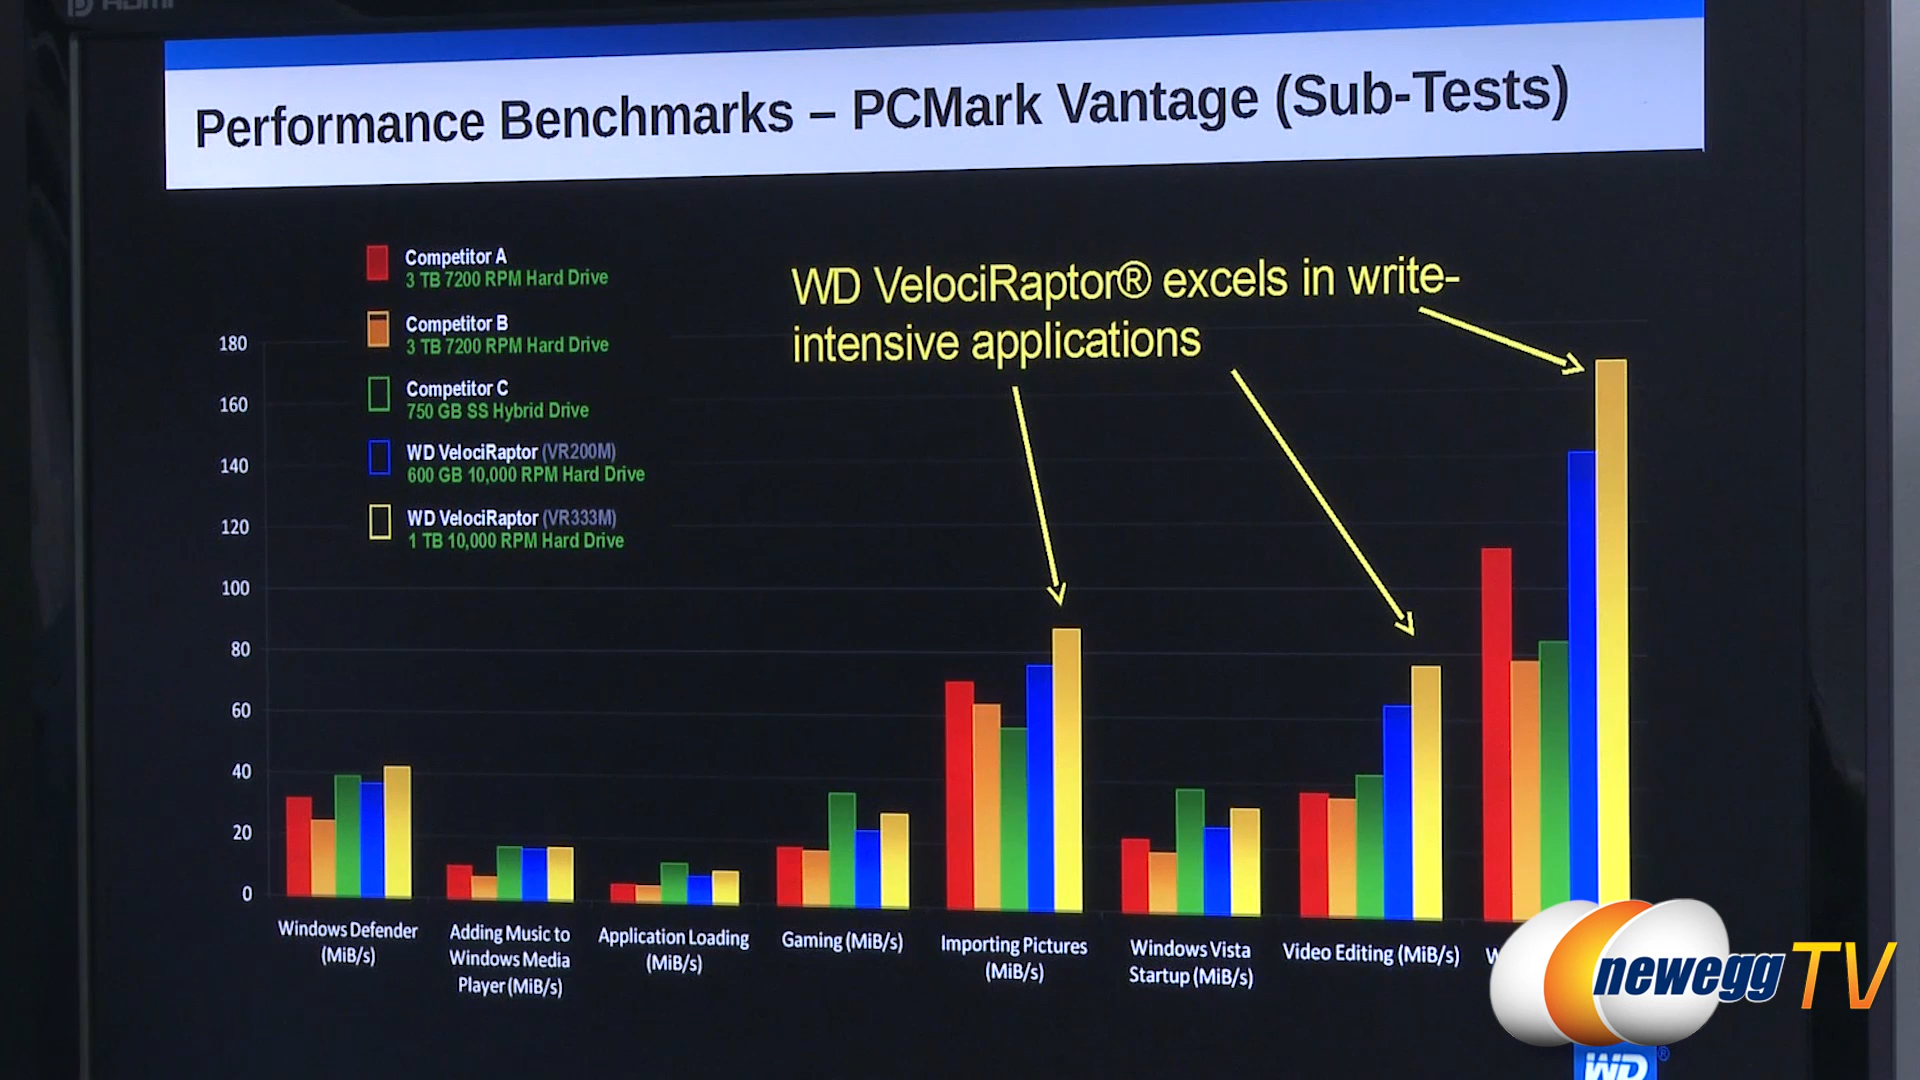 HDMI
Performance Benchmarks – PCMark Vantage (Sub-Tests)
Competitor A
3 TB 7200 RPM Hard Drive
Competitor B
3 TB 7200 RPM Hard Drive
Competitor C
750 GB SS Hybrid Drive
WD VelociRaptor (VR200M)
600 GB 10,000 RPM Hard Drive
WD VelociRaptor (VR333M)
1 TB 10,000 RPM Hard Drive
WD VelociRaptor® excels in write-
intensive applications
180
160
140
120
100
80
60
40
20
0
Windows Defender
(MiB/s)
Adding Music to
Windows Media
Player (MiB/s)
Application Loading
(MiB/s)
Gaming (MiB/s)
Importing Pictures
(MiB/s)
Windows Vista
Startup (MiB/s)
Video Editing (MiB/s)
W
newegg TV
WD®